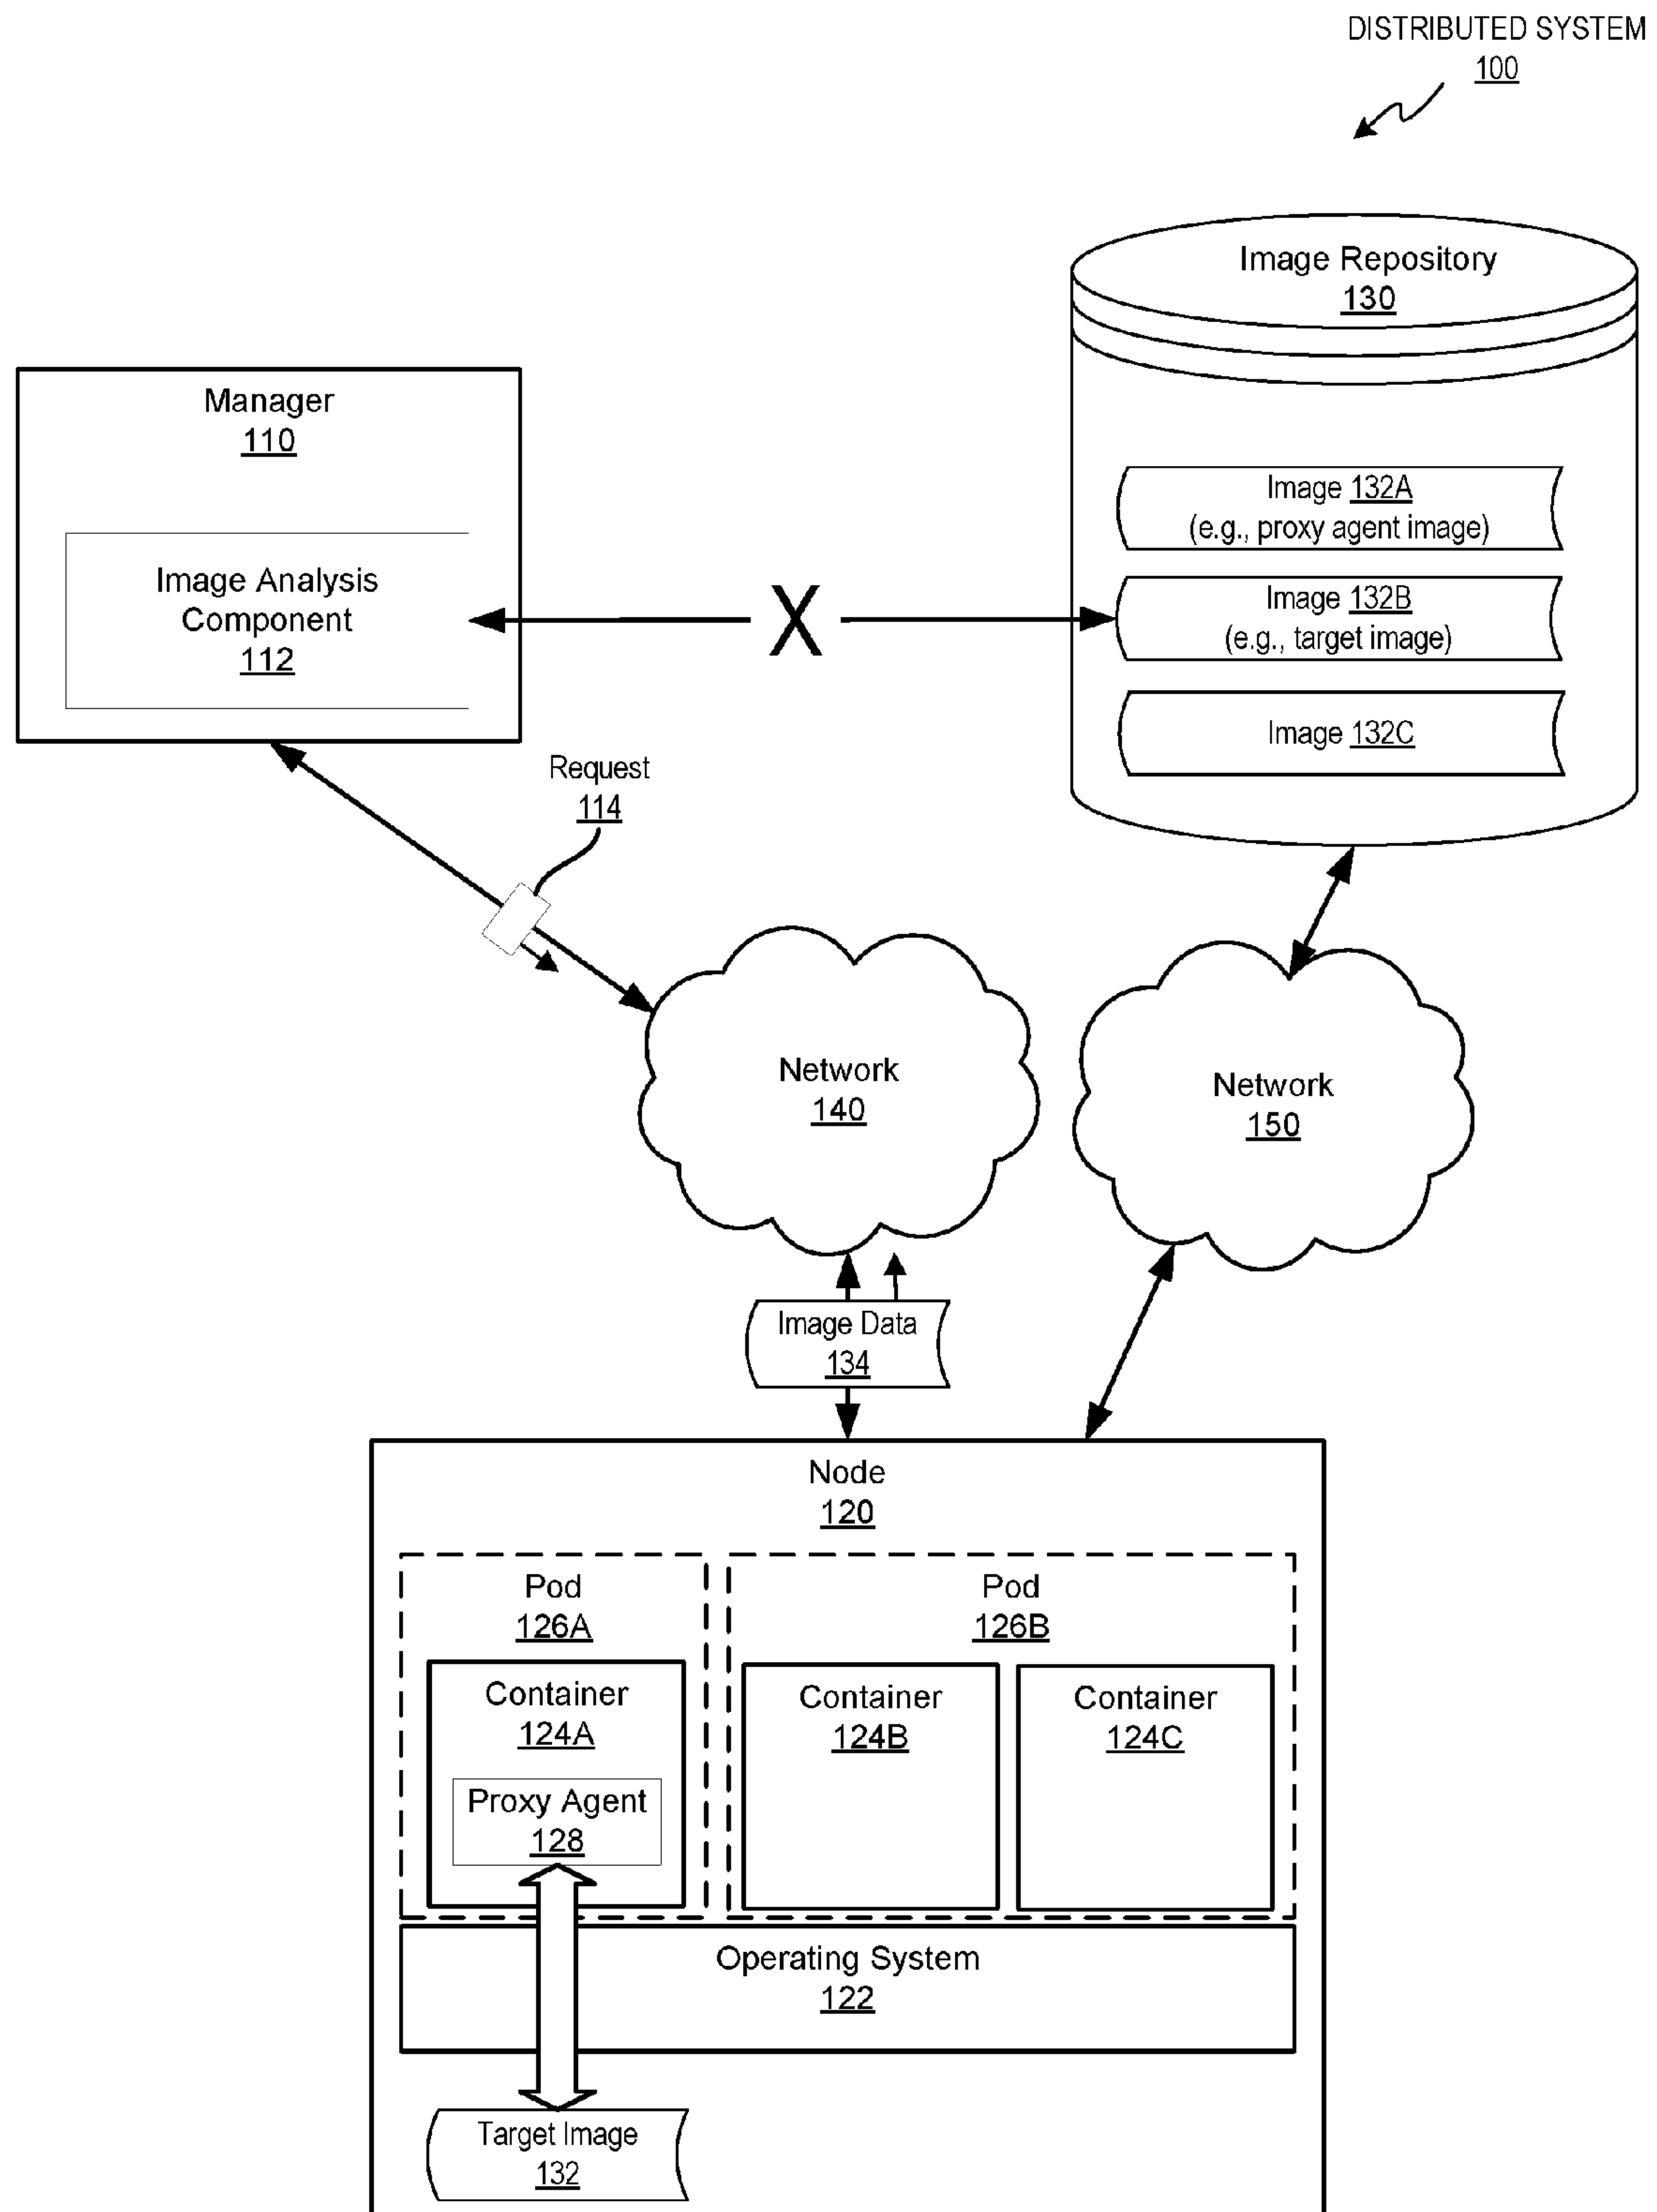 DISTRIBUTED SYSTEM
100
Image Repository
130
Manager
110
Image 132A
(e.g., proxy agent image)
Image Analysis
Component
112
X
Image 132B
(e.g., target image)
Image 132C
Request
114
Network
140
Network
150
Image Data
134
Node
120
Pod
126A
Pod
126B
Container
124A
Container
124B
Container
124C
Proxy Agent
128
Operating System
122
Target Image
132